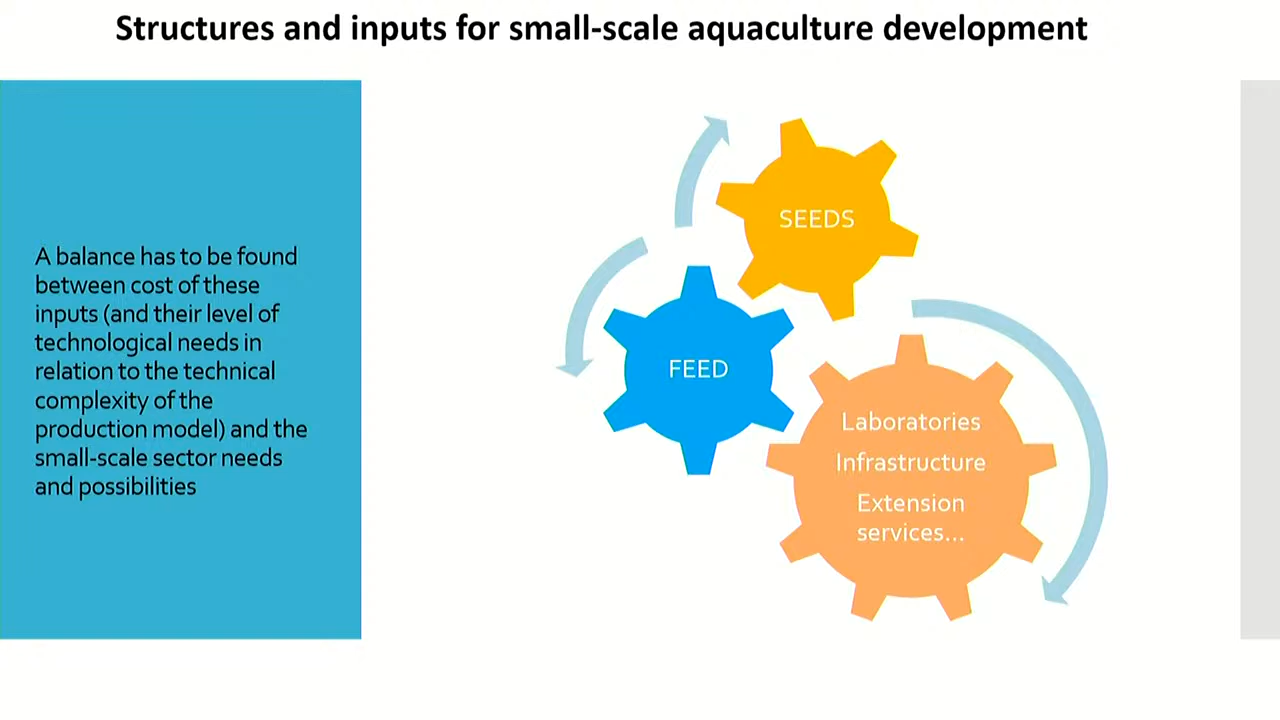 Structures and inputs for small-scale aquaculture development
A balance has to be found
between cost of these
inputs (and their level of
technological needs in
relation to the technical
complexity of the
production model) and the
small-scale sector needs
and possibilities
SEEDS
FEED
Laboratories
Infrastructure
Extension
services...